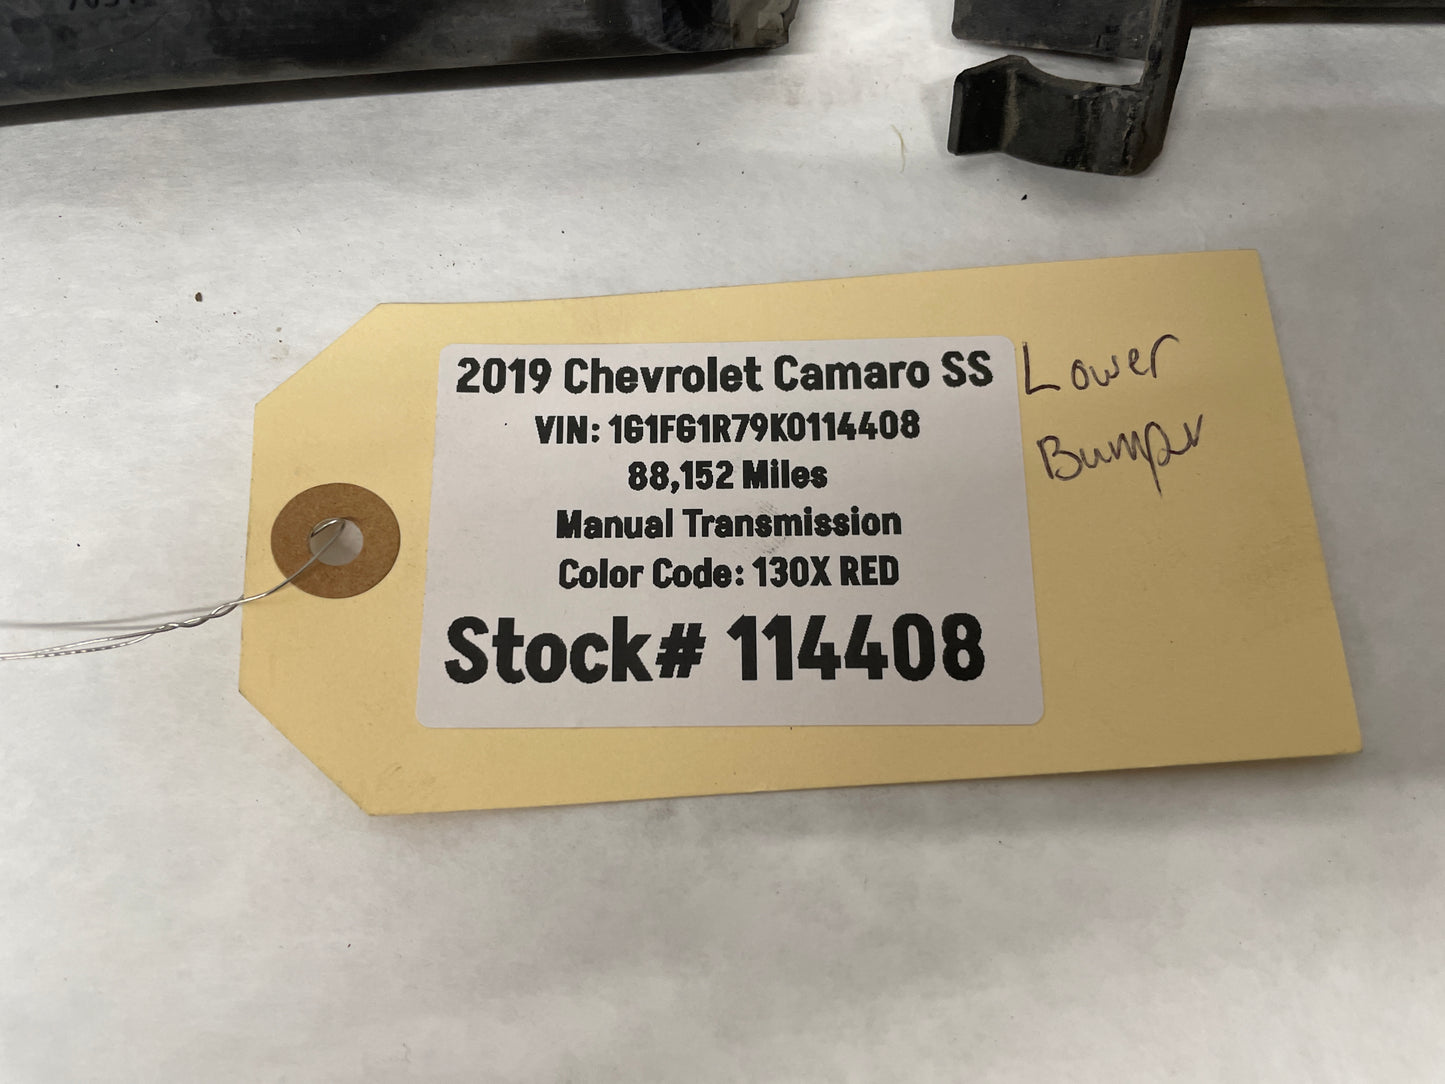 2019 Chevrolet Camaro SS
VIN: 1G1FG1R79K0114408
88,152 Miles
Manual Transmission
Color Code: 130X RED
Stock# 114408
Lower
Bumper